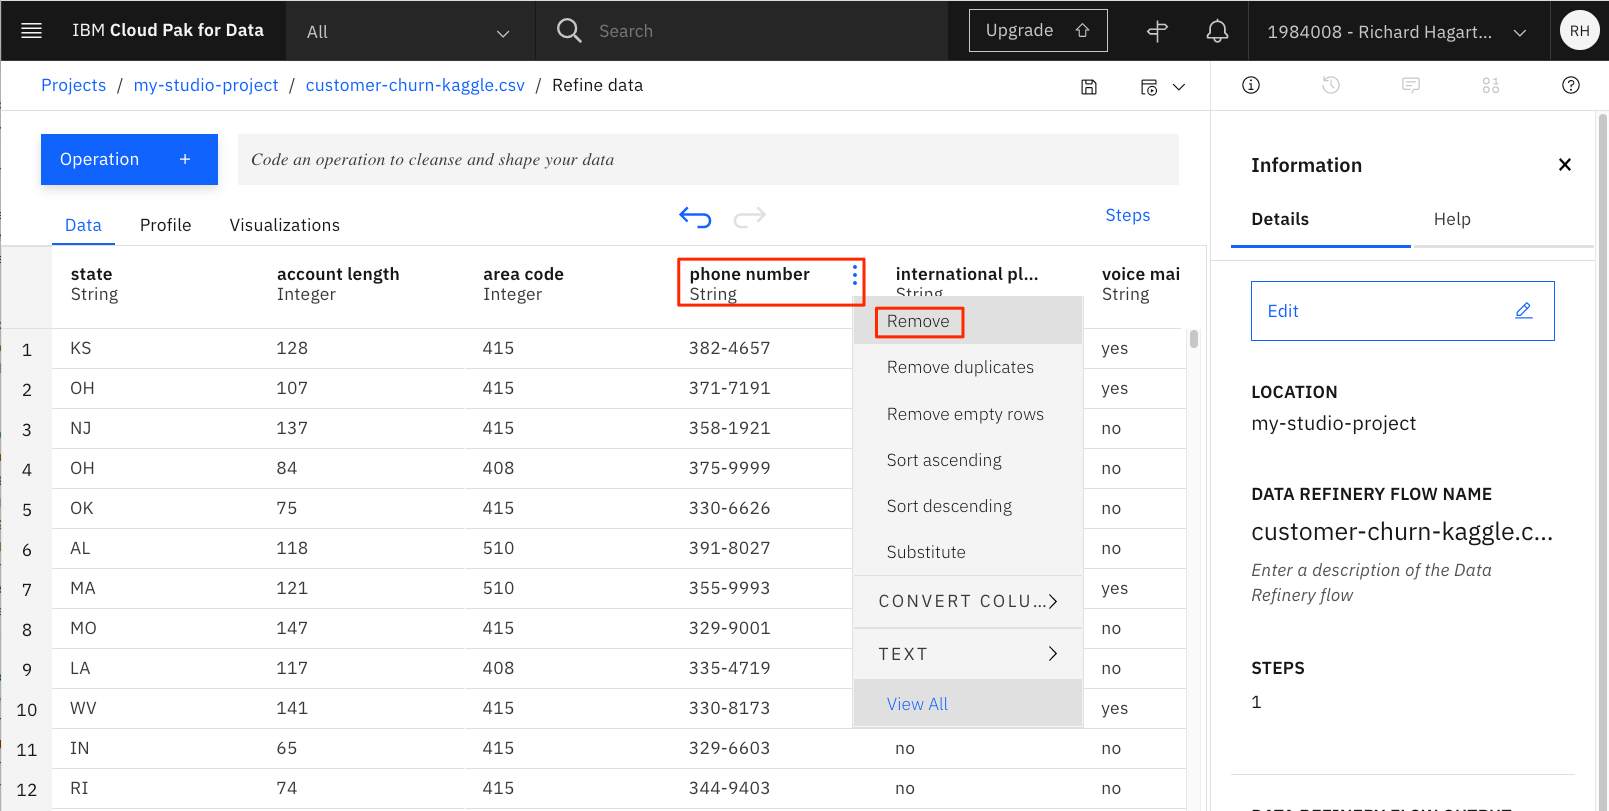 IBM Cloud Pak for Data
All
Search
Upgrade
1984008 - Richard Hagart...
RH
Projects / my-studio-project / customer-churn-kaggle.csv / Refine data
Operation +
Code an operation to cleanse and shape your data
Data Profile Visualizations
Steps
state account length area code phone number international pl... voice mai
String Integer Integer String String String
1 KS 128 415 382-4657 yes
2 OH 107 415 371-7191 yes
3 NJ 137 415 358-1921 no
4 OH 84 408 375-9999 no
5 OK 75 415 330-6626 no
6 AL 118 510 391-8027 no
7 MA 121 510 355-9993 yes
8 MO 147 415 329-9001 no
9 LA 117 408 335-4719 no
10 WV 141 415 330-8173 yes
11 IN 65 415 329-6603 no no
12 RI 74 415 344-9403 no no
Remove
Remove duplicates
Remove empty rows
Sort ascending
Sort descending
Substitute
CONVERT COLU...
TEXT
View All
Information
Details Help
Edit
LOCATION
my-studio-project
DATA REFINERY FLOW NAME
customer-churn-kaggle.c...
Enter a description of the Data
Refinery flow
STEPS
1